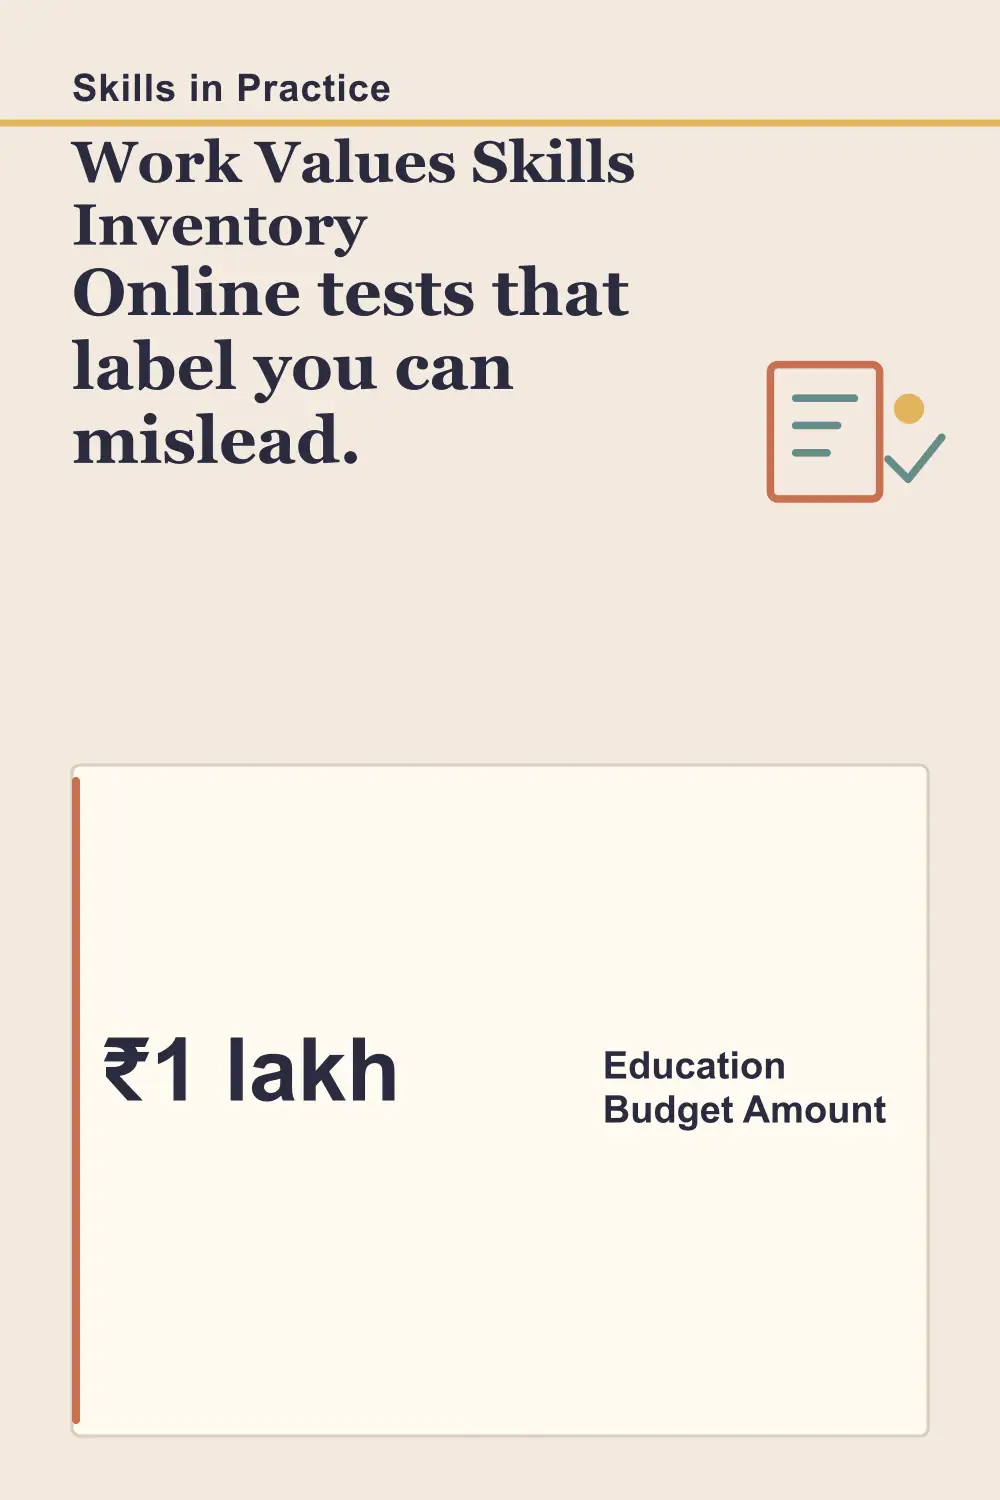 Skills in Practice
Work Values Skills
Inventory
Online tests that
label you can
mislead.
₹1 lakh
Education
Budget Amount